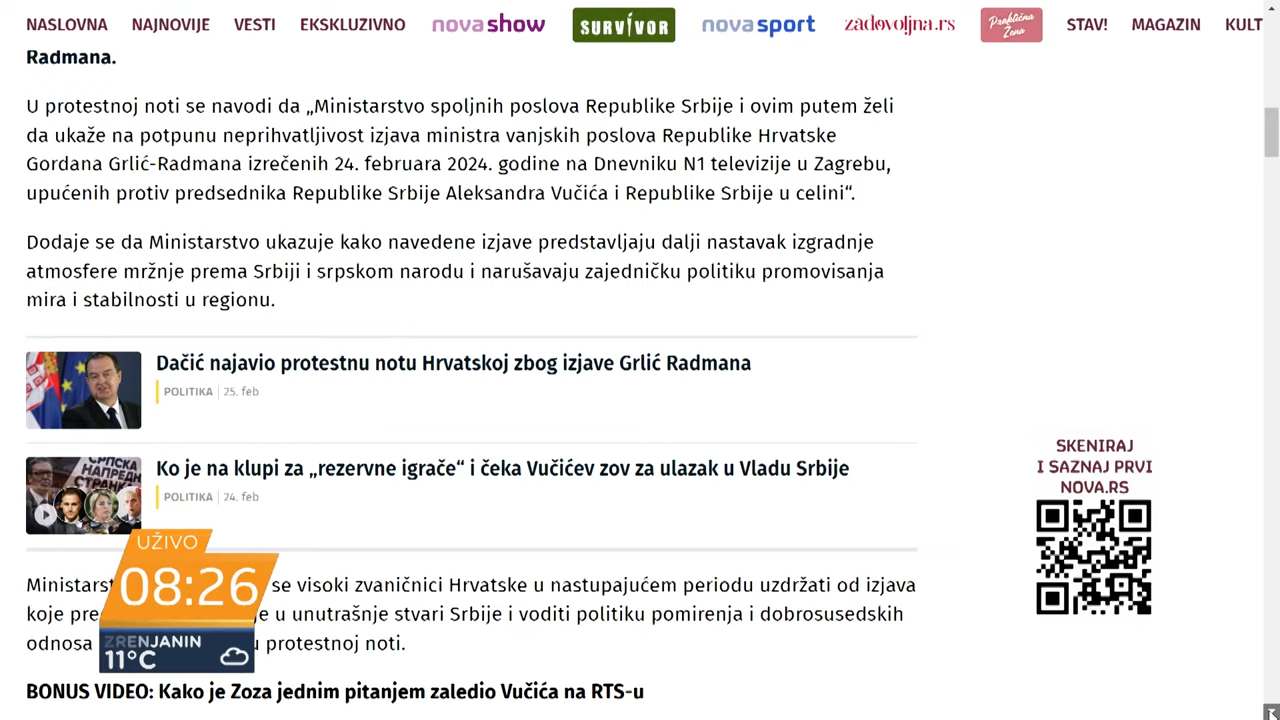 NASLOVNA NAJNOVIJE VESTI EKSKLUZIVNO novashow SURVIVOR novasport zadovoljna.rs Praktična Žena STAV! MAGAZIN KULT
Radmana.
U protestnoj noti se navodi da „Ministarstvo spoljnih poslova Republike Srbije i ovim putem želi
da ukaže na potpunu neprihvatljivost izjava ministra vanjskih poslova Republike Hrvatske
Gordana Grlić-Radmana izrečenih 24. februara 2024. godine na Dnevniku N1 televizije u Zagrebu,
upućenih protiv predsednika Republike Srbije Aleksandra Vučića i Republike Srbije u celini“.
Dodaje se da Ministarstvo ukazuje kako navedene izjave predstavljaju dalji nastavak izgradnje
atmosfere mržnje prema Srbiji i srpskom narodu i narušavaju zajedničku politiku promovisanja
mira i stabilnosti u regionu.
Dačić najavio protestnu notu Hrvatskoj zbog izjave Grlić Radmana
POLITIKA 25. feb
Ko je na klupi za „rezervne igrače“ i čeka Vučićev zov za ulazak u Vladu Srbije
POLITIKA 24. feb
СРПСКА
НАПРЕДН
СТРАНК
SKENIRAJ
I SAZNAJ PRVI
NOVA.RS
UŽIVO
08:26
ZRENJANIN
11°C
Ministarst se visoki zvaničnici Hrvatske u nastupajućem periodu uzdržati od izjava
koje pre je u unutrašnje stvari Srbije i voditi politiku pomirenja i dobrosusedskih
odnosa u protestnoj noti.
BONUS VIDEO: Kako je Zoza jednim pitanjem zaledio Vučića na RTS-u